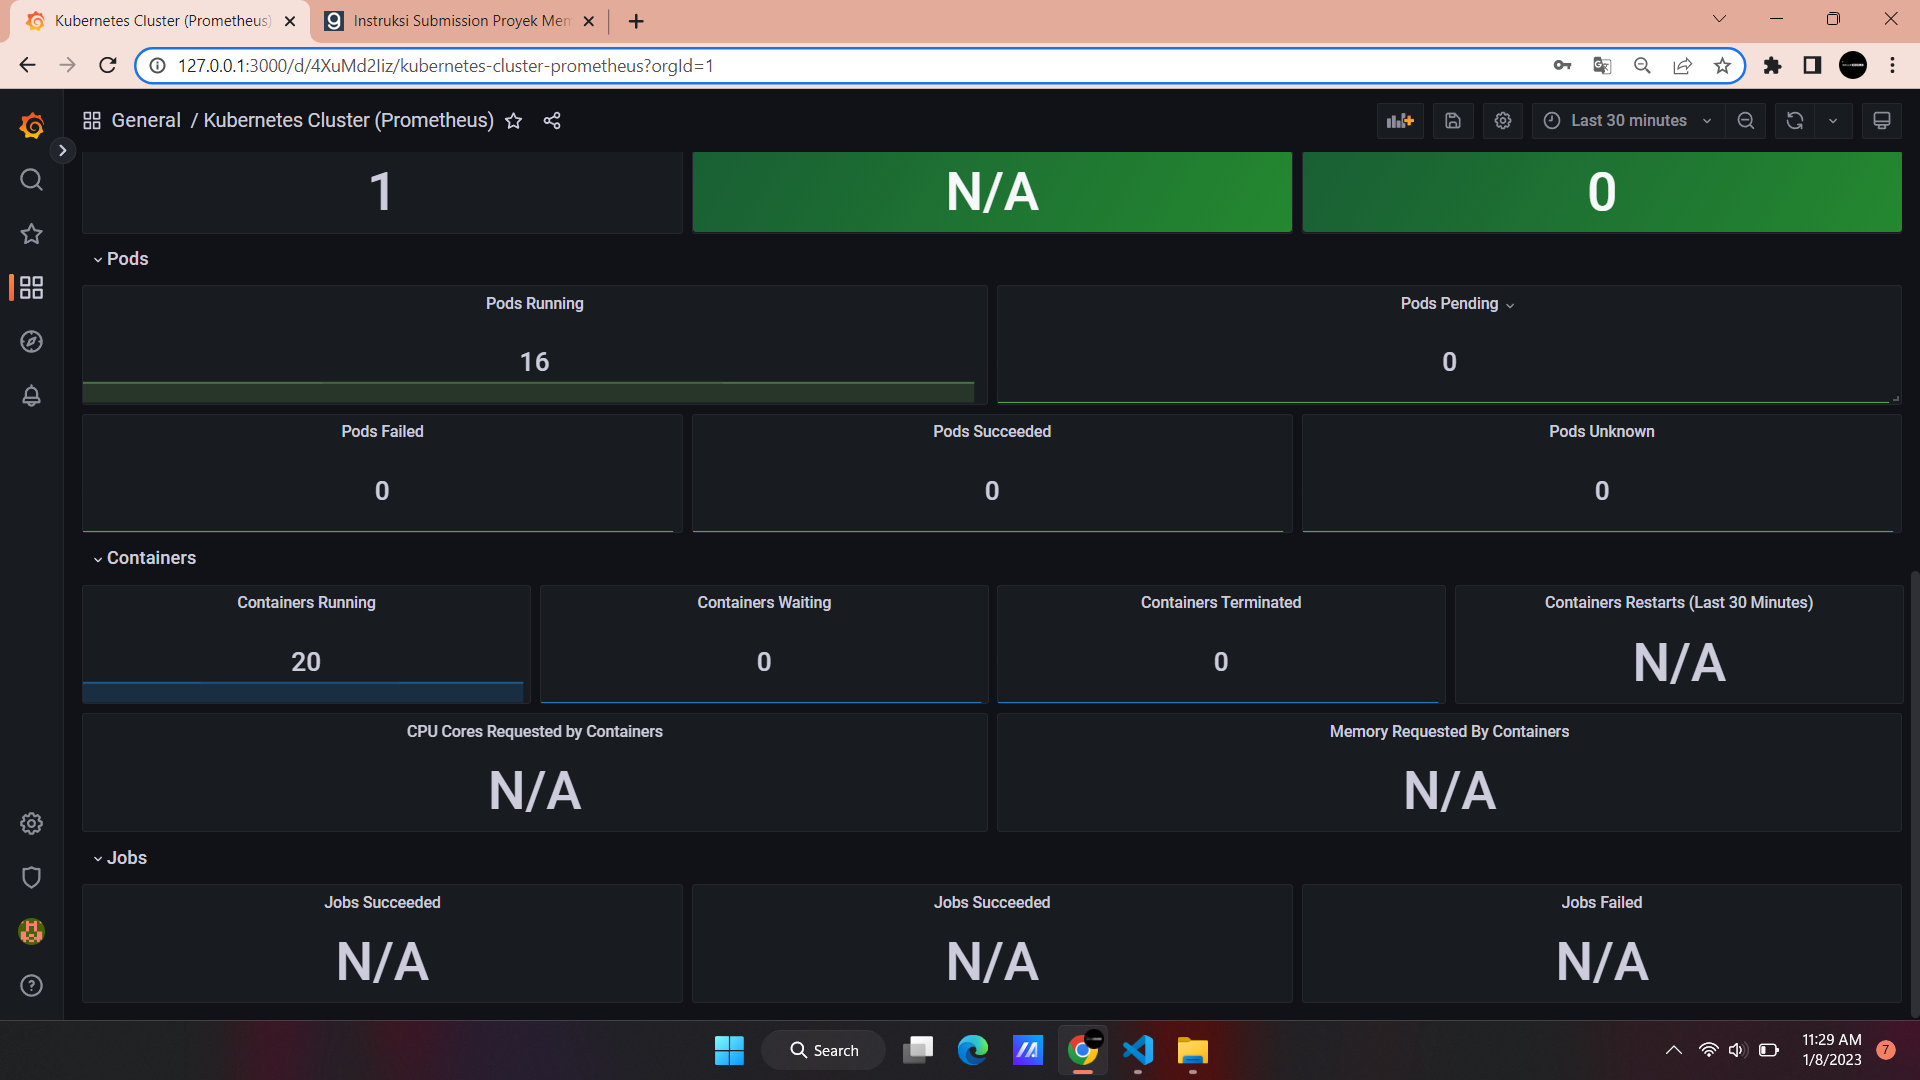 Kubernetes Cluster (Prometheus)
Instruksi Submission Proyek Mem
127.0.0.1:3000/d/4XuMd2Iiz/kubernetes-cluster-prometheus?orgId=1
General / Kubernetes Cluster (Prometheus)
Last 30 minutes
1
N/A
0
Pods
Pods Running
16
Pods Pending
0
Pods Failed
0
Pods Succeeded
0
Pods Unknown
0
Containers
Containers Running
20
Containers Waiting
0
Containers Terminated
0
Containers Restarts (Last 30 Minutes)
N/A
CPU Cores Requested by Containers
N/A
Memory Requested By Containers
N/A
Jobs
Jobs Succeeded
N/A
Jobs Succeeded
N/A
Jobs Failed
N/A
Search
11:29 AM
1/8/2023
7